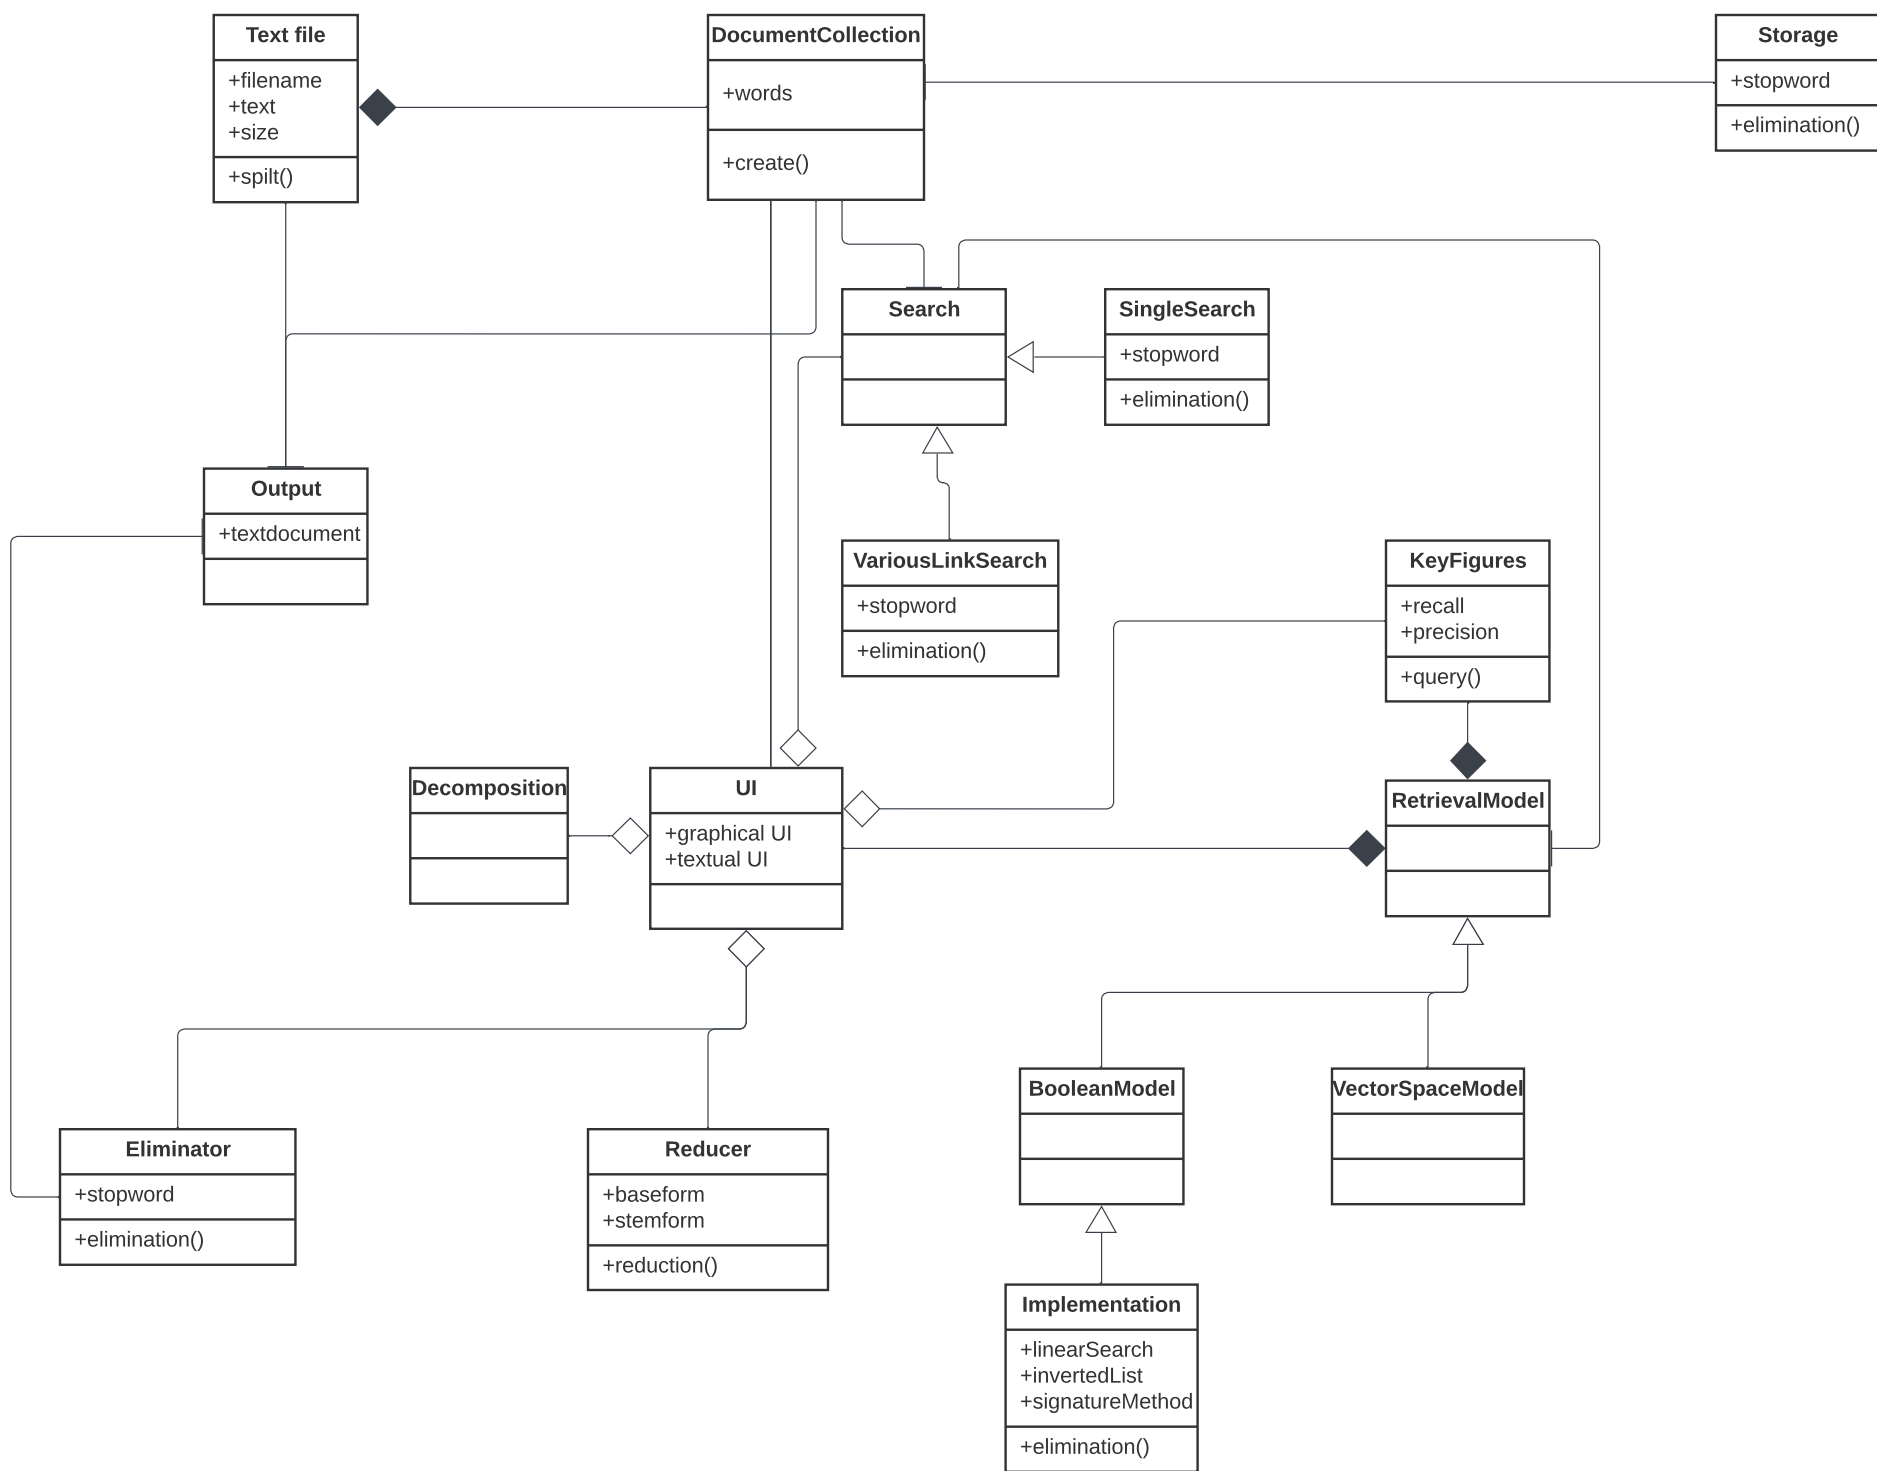 Text file
+filename
+text
+size
+spilt()
DocumentCollection
+words
+create()
Storage
+stopword
+elimination()
Search
SingleSearch
+stopword
+elimination()
Output
+textdocument
VariousLinkSearch
+stopword
+elimination()
KeyFigures
+recall
+precision
+query()
Decomposition
UI
+graphical UI
+textual UI
RetrievalModel
BooleanModel
VectorSpaceModel
Eliminator
+stopword
+elimination()
Reducer
+baseform
+stemform
+reduction()
Implementation
+linearSearch
+invertedList
+signatureMethod
+elimination()